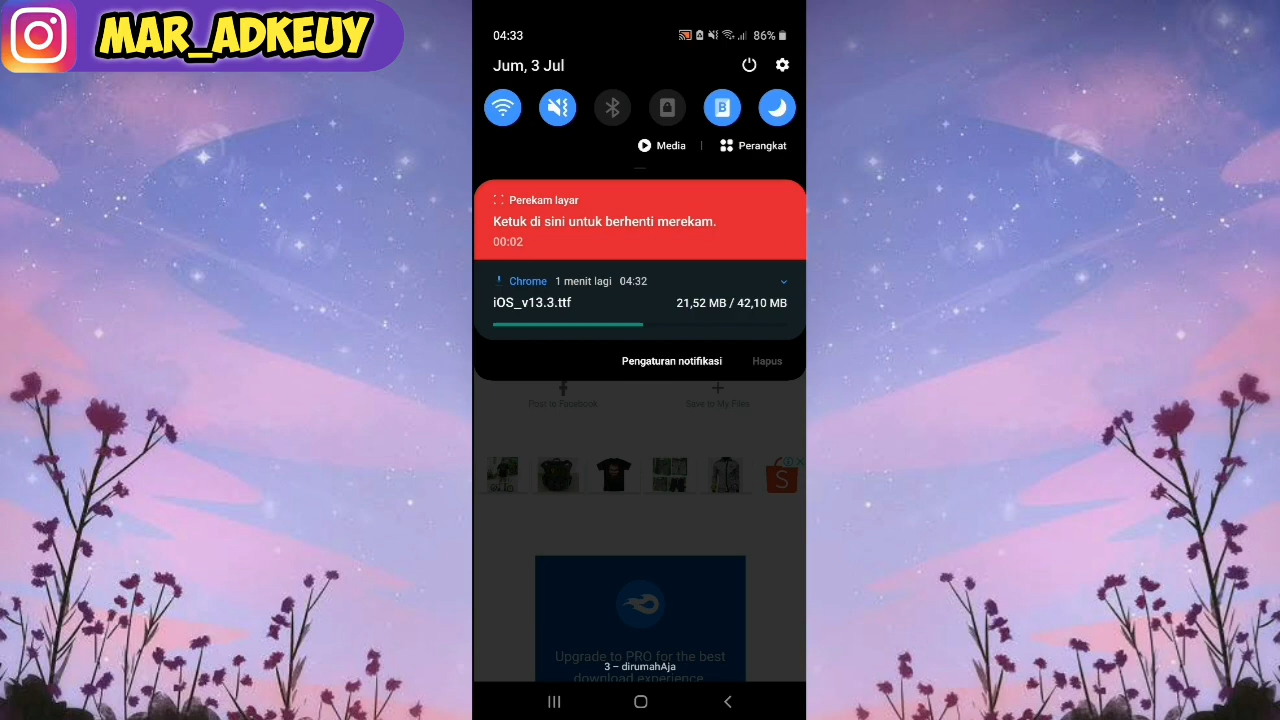 MAR_ADKEUY
04:33
86%
Jum, 3 Jul
Media | Perangkat
Perekam layar
Ketuk di sini untuk berhenti merekam.
00:02
Chrome 1 menit lagi 04:32
iOS_v13.3.ttf 21,52 MB / 42,10 MB
Pengaturan notifikasi Hapus
Post to Facebook Save to My Files
Upgrade to PRO for the best
3 – dirumahAja
download experience